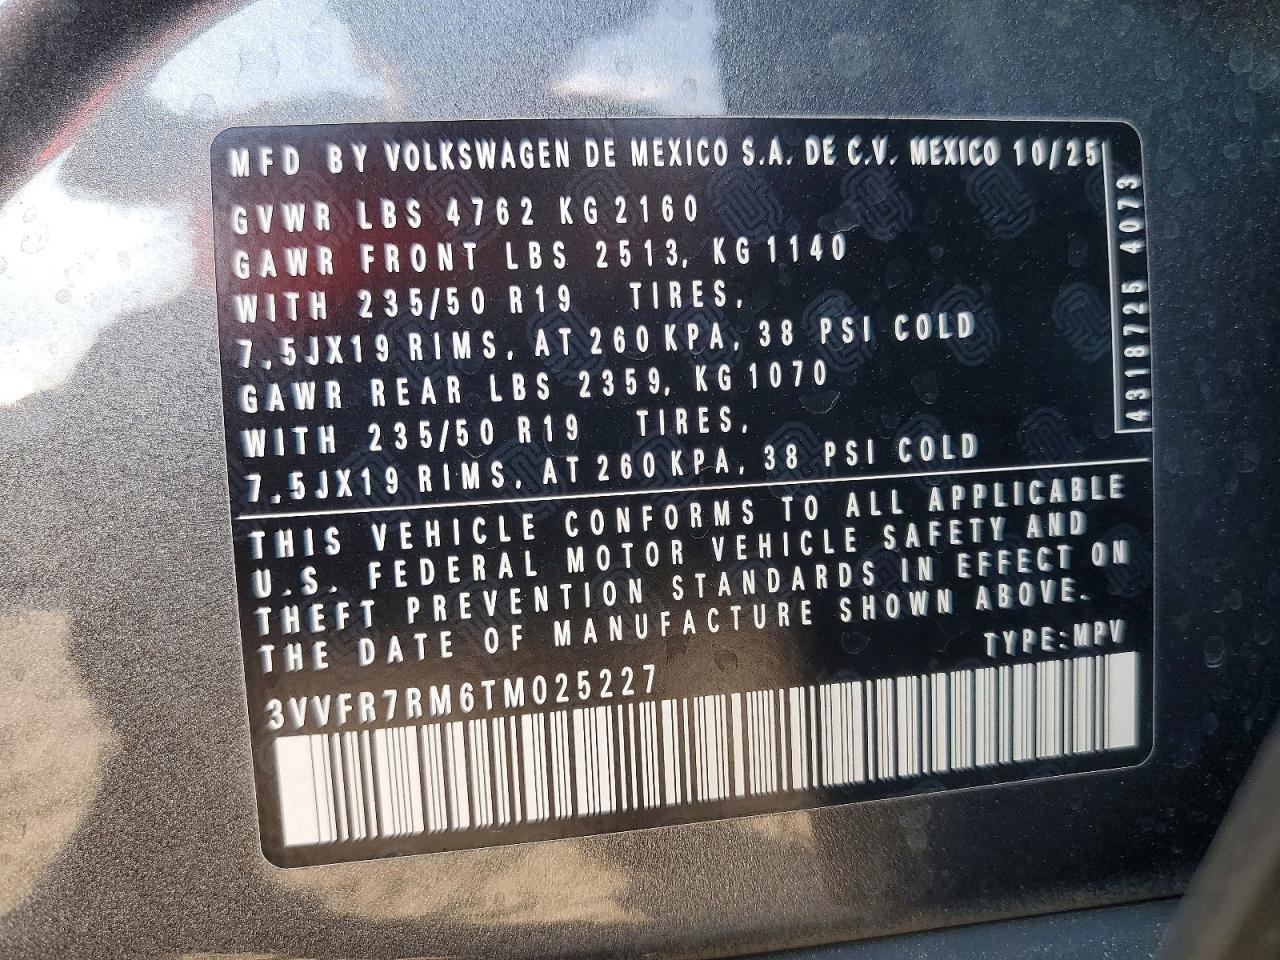 MFD BY VOLKSWAGEN DE MEXICO S.A. DE C.V. MEXICO 10/25
GVWR LBS 4762 KG 2160
GAWR FRONT LBS 2513, KG 1140
WITH 235/50 R19 TIRES,
7,5JX19 RIMS, AT 260 KPA, 38 PSI COLD
GAWR REAR LBS 2359, KG 1070
WITH 235/50 R19 TIRES,
7,5JX19 RIMS, AT 260 KPA, 38 PSI COLD
4318725 4073
THIS VEHICLE CONFORMS TO ALL APPLICABLE
U.S. FEDERAL MOTOR VEHICLE SAFETY AND
THEFT PREVENTION STANDARDS IN EFFECT ON
THE DATE OF MANUFACTURE SHOWN ABOVE.
TYPE:MPV
3VVFR7RM6TM025227